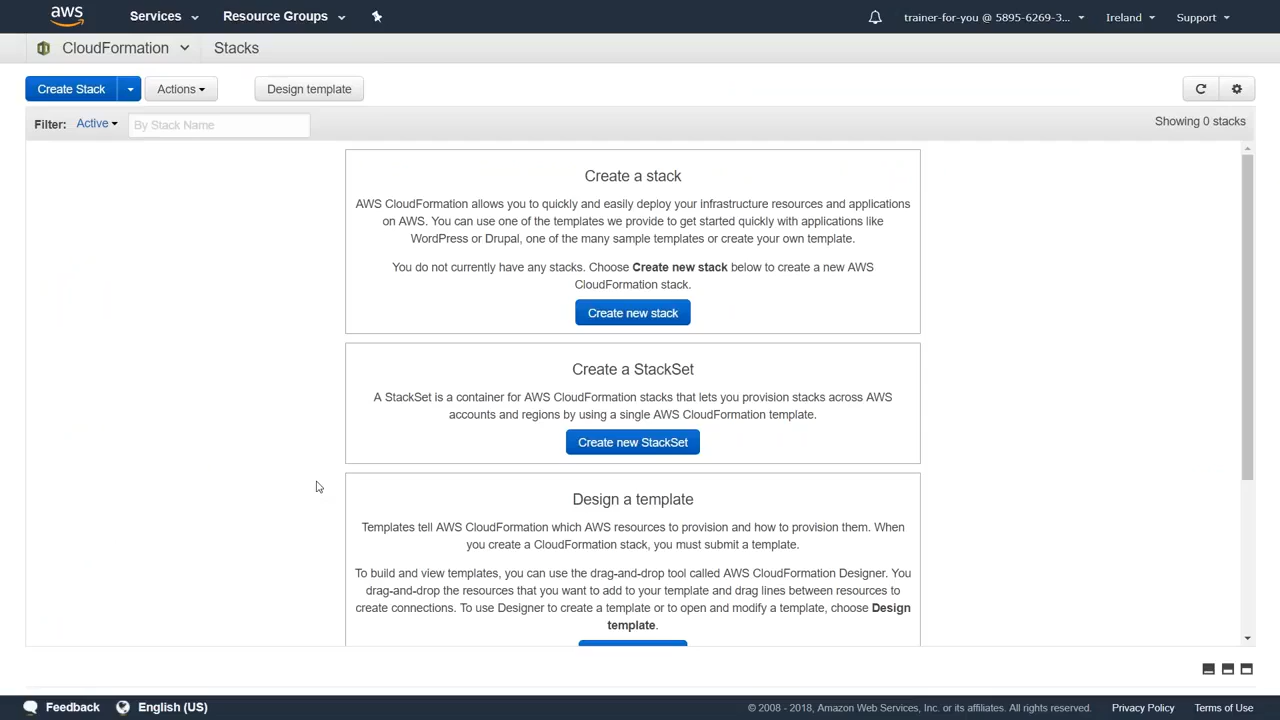 aws Services Resource Groups trainer-for-you @ 5895-6269-3... Ireland Support
CloudFormation Stacks
Create Stack Actions Design template
Filter: Active By Stack Name Showing 0 stacks
Create a stack
AWS CloudFormation allows you to quickly and easily deploy your infrastructure resources and applications
on AWS. You can use one of the templates we provide to get started quickly with applications like
WordPress or Drupal, one of the many sample templates or create your own template.
You do not currently have any stacks. Choose Create new stack below to create a new AWS
CloudFormation stack.
Create new stack
Create a StackSet
A StackSet is a container for AWS CloudFormation stacks that lets you provision stacks across AWS
accounts and regions by using a single AWS CloudFormation template.
Create new StackSet
Design a template
Templates tell AWS CloudFormation which AWS resources to provision and how to provision them. When
you create a CloudFormation stack, you must submit a template.
To build and view templates, you can use the drag-and-drop tool called AWS CloudFormation Designer. You
drag-and-drop the resources that you want to add to your template and drag lines between resources to
create connections. To use Designer to create a template or to open and modify a template, choose Design
template.
Feedback English (US) © 2008 - 2018, Amazon Web Services, Inc. or its affiliates. All rights reserved. Privacy Policy Terms of Use